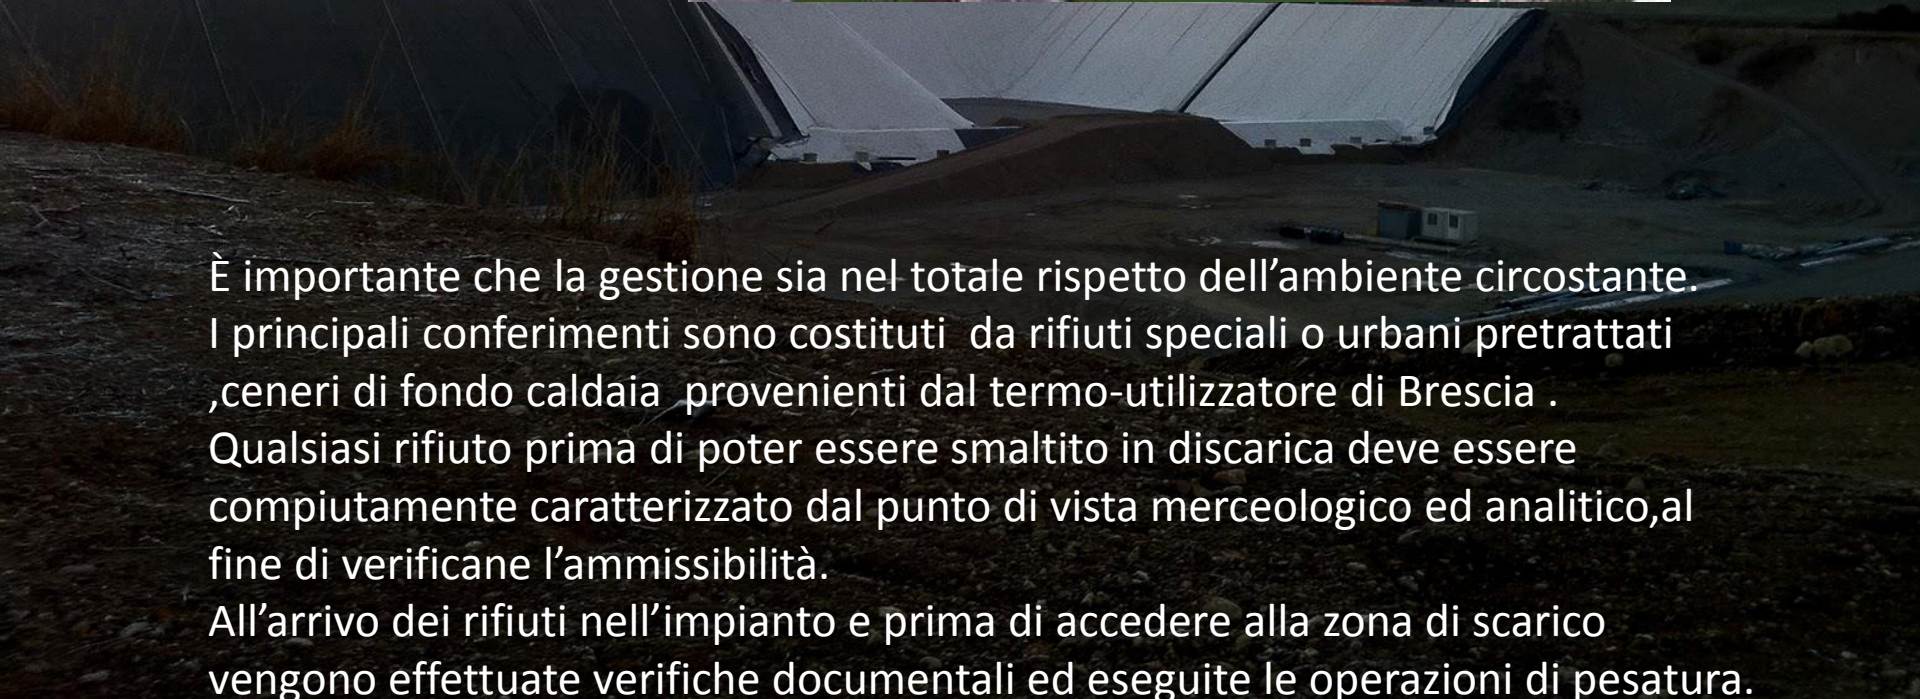 È importante che la gestione sia nel totale rispetto dell’ambiente circostante.
I principali conferimenti sono costituti  da rifiuti speciali o urbani pretrattati
,ceneri di fondo caldaia  provenienti dal termo-utilizzatore di Brescia .
Qualsiasi rifiuto prima di poter essere smaltito in discarica deve essere
compiutamente caratterizzato dal punto di vista merceologico ed analitico,al
fine di verificane l’ammissibilità.
All’arrivo dei rifiuti nell’impianto e prima di accedere alla zona di scarico
vengono effettuate verifiche documentali ed eseguite le operazioni di pesatura.